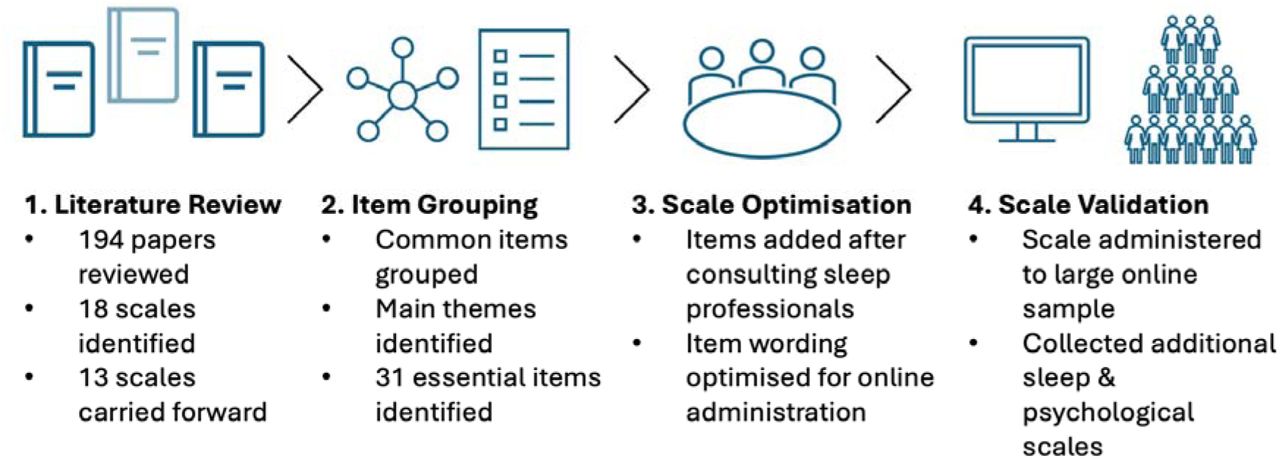 1. Literature Review
• 194 papers
reviewed
• 18 scales
identified
• 13 scales
carried forward
2. Item Grouping
• Common items
grouped
• Main themes
identified
• 31 essential items
identified
3. Scale Optimisation
• Items added after
consulting sleep
professionals
• Item wording
optimised for online
administration
4. Scale Validation
• Scale administered
to large online
sample
• Collected additional
sleep &
psychological
scales